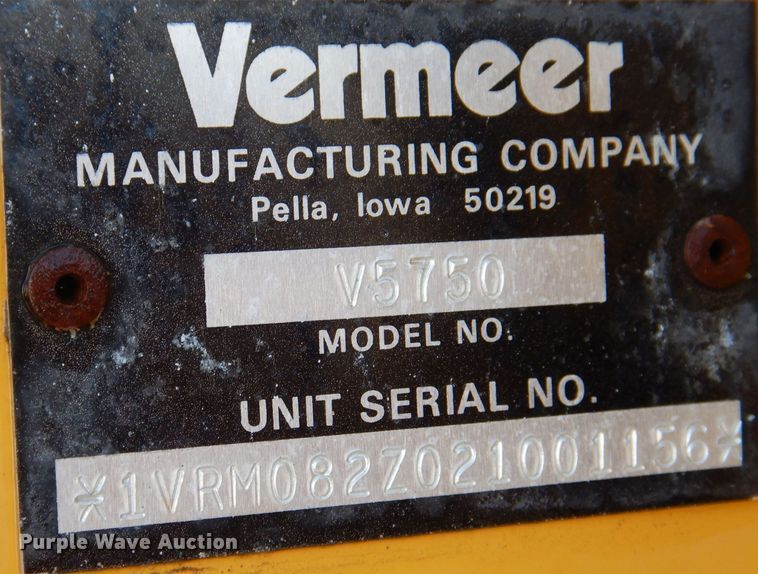 Vermeer
MANUFACTURING COMPANY
Pella, Iowa 50219
V5750
MODEL NO.
UNIT SERIAL NO.
*1VRM082Z021001156*
Purple Wave Auction